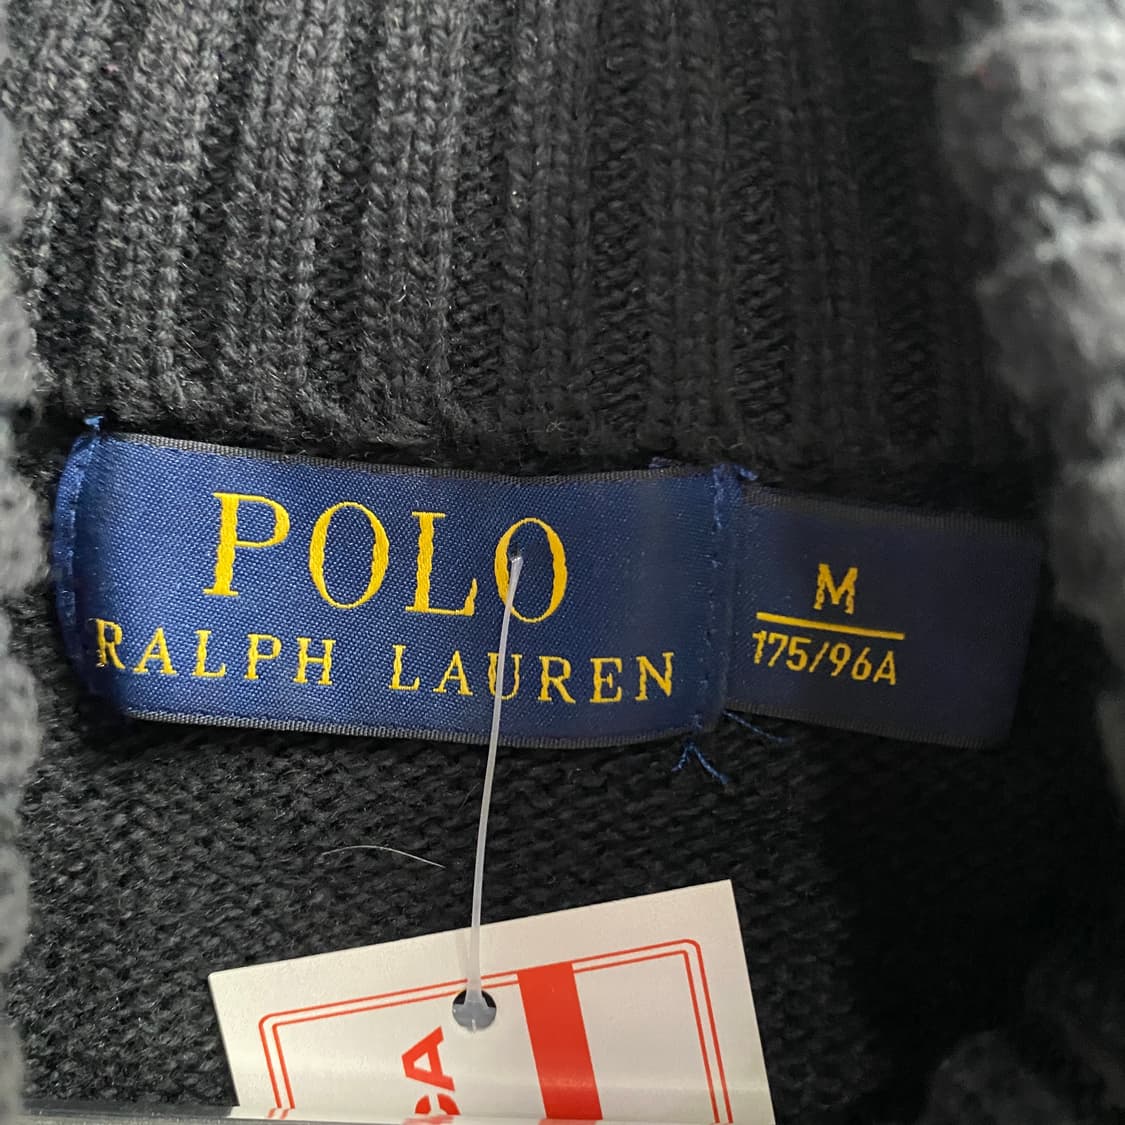 POLO
RALPH LAUREN
M
175/96A